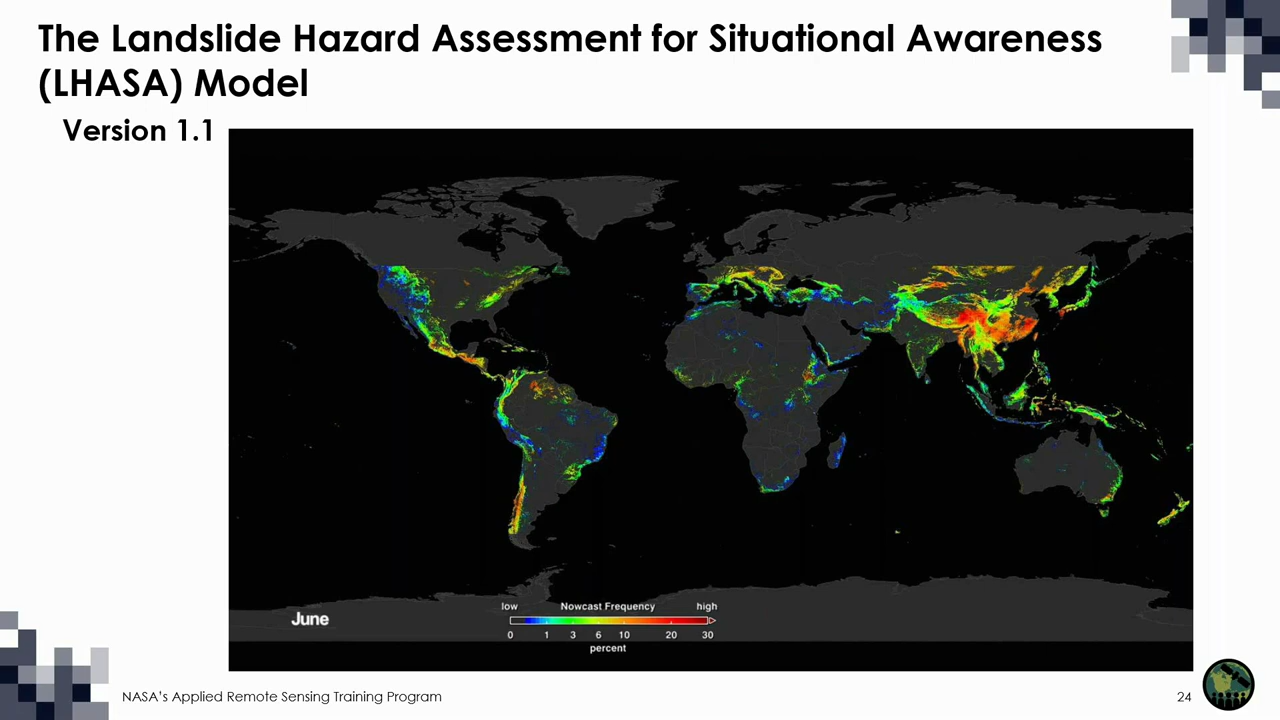 The Landslide Hazard Assessment for Situational Awareness
(LHASA) Model
Version 1.1
low Nowcast Frequency high
0 1 3 6 10 20 30
percent
June
NASA's Applied Remote Sensing Training Program
24